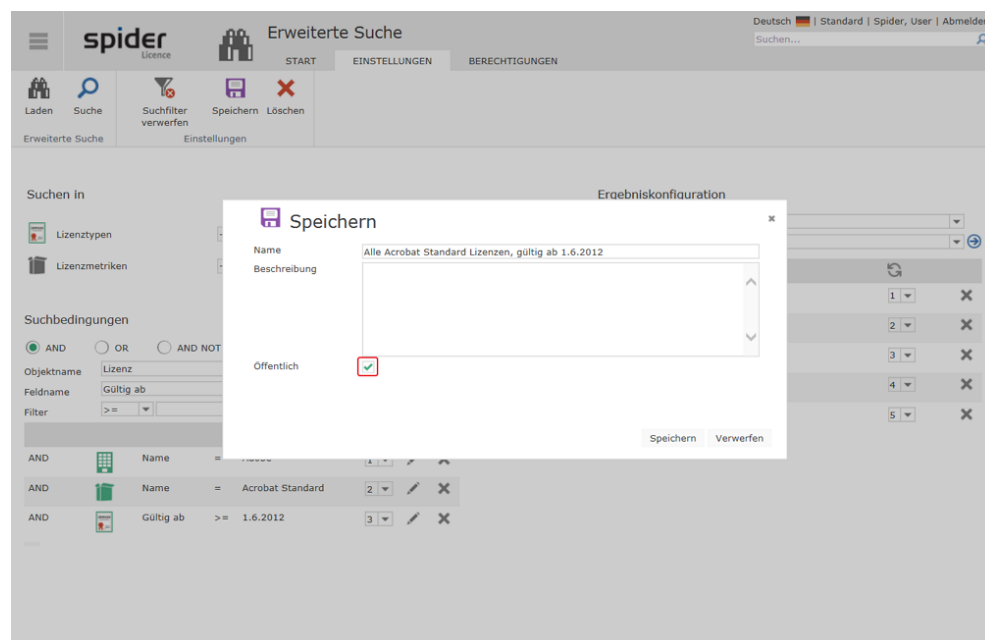 Deutsch | Standard | Spider, User | Abmelden
spider
Licence
Erweiterte Suche
Suchen...
START EINSTELLUNGEN BERECHTIGUNGEN
Laden Suche Suchfilter verwerfen Speichern Löschen
Erweiterte Suche Einstellungen
Suchen in
Ergebniskonfiguration
Lizenztypen
Lizenzmetriken
Speichern
Name Alle Acrobat Standard Lizenzen, gültig ab 1.6.2012
Beschreibung
Öffentlich
Speichern Verwerfen
1
2
3
4
5
Suchbedingungen
AND OR AND NOT
Objektname Lizenz
Feldname Gültig ab
Filter >=
AND Name = 1
AND Name = Acrobat Standard 2
AND Gültig ab >= 1.6.2012 3